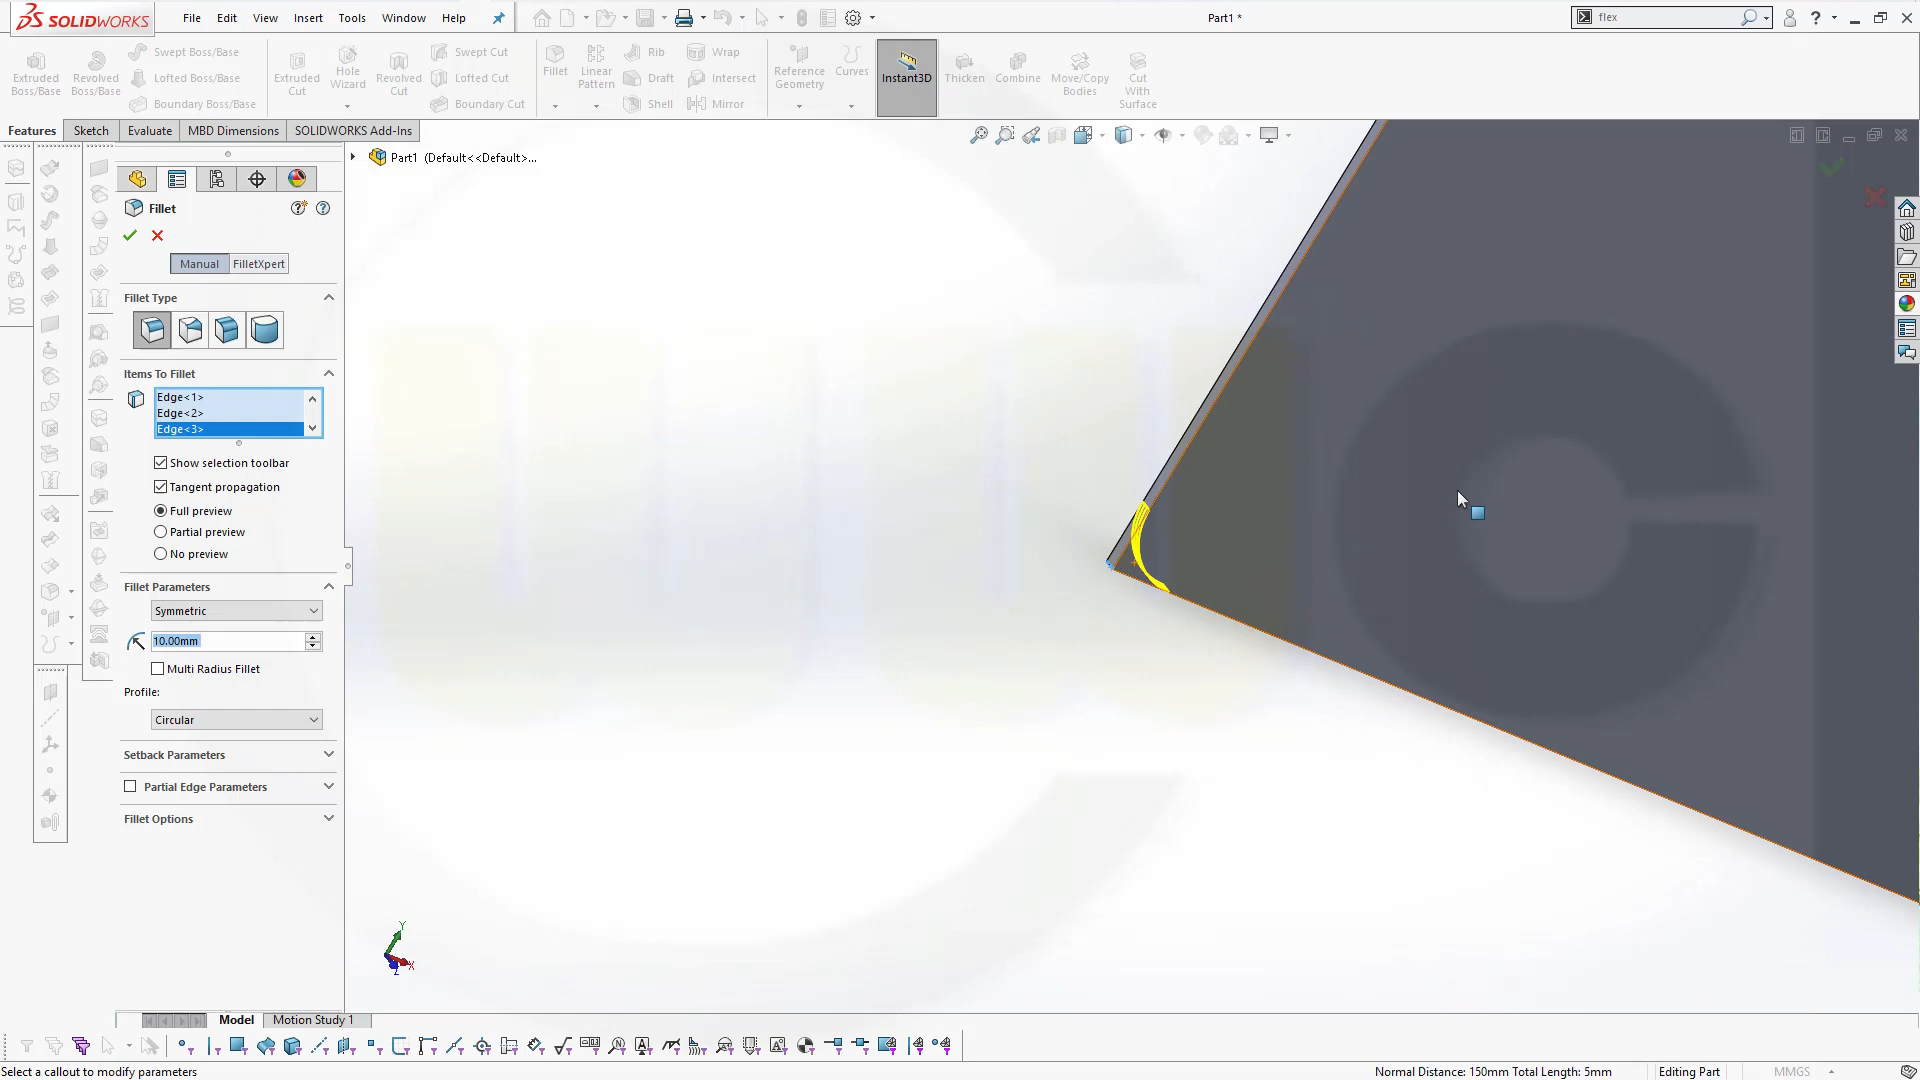 SOLIDWORKS
File Edit View Insert Tools Window Help
Part1 *
flex
Extruded Boss/Base
Revolved Boss/Base
Swept Boss/Base
Lofted Boss/Base
Boundary Boss/Base
Extruded Cut
Hole Wizard
Revolved Cut
Swept Cut
Lofted Cut
Boundary Cut
Fillet
Linear Pattern
Rib
Draft
Shell
Wrap
Intersect
Mirror
Reference Geometry
Curves
Instant3D
Thicken
Combine
Move/Copy Bodies
Cut With Surface
Features Sketch Evaluate MBD Dimensions SOLIDWORKS Add-Ins
Part1 (Default<<Default>...
Fillet
Manual FilletXpert
Fillet Type
Items To Fillet
Edge<1>
Edge<2>
Edge<3>
Show selection toolbar
Tangent propagation
Full preview
Partial preview
No preview
Fillet Parameters
Symmetric
10.00mm
Multi Radius Fillet
Profile:
Circular
Setback Parameters
Partial Edge Parameters
Fillet Options
Y
X
Z
Model Motion Study 1
Select a callout to modify parameters
Normal Distance: 150mm Total Length: 5mm Editing Part MMGS